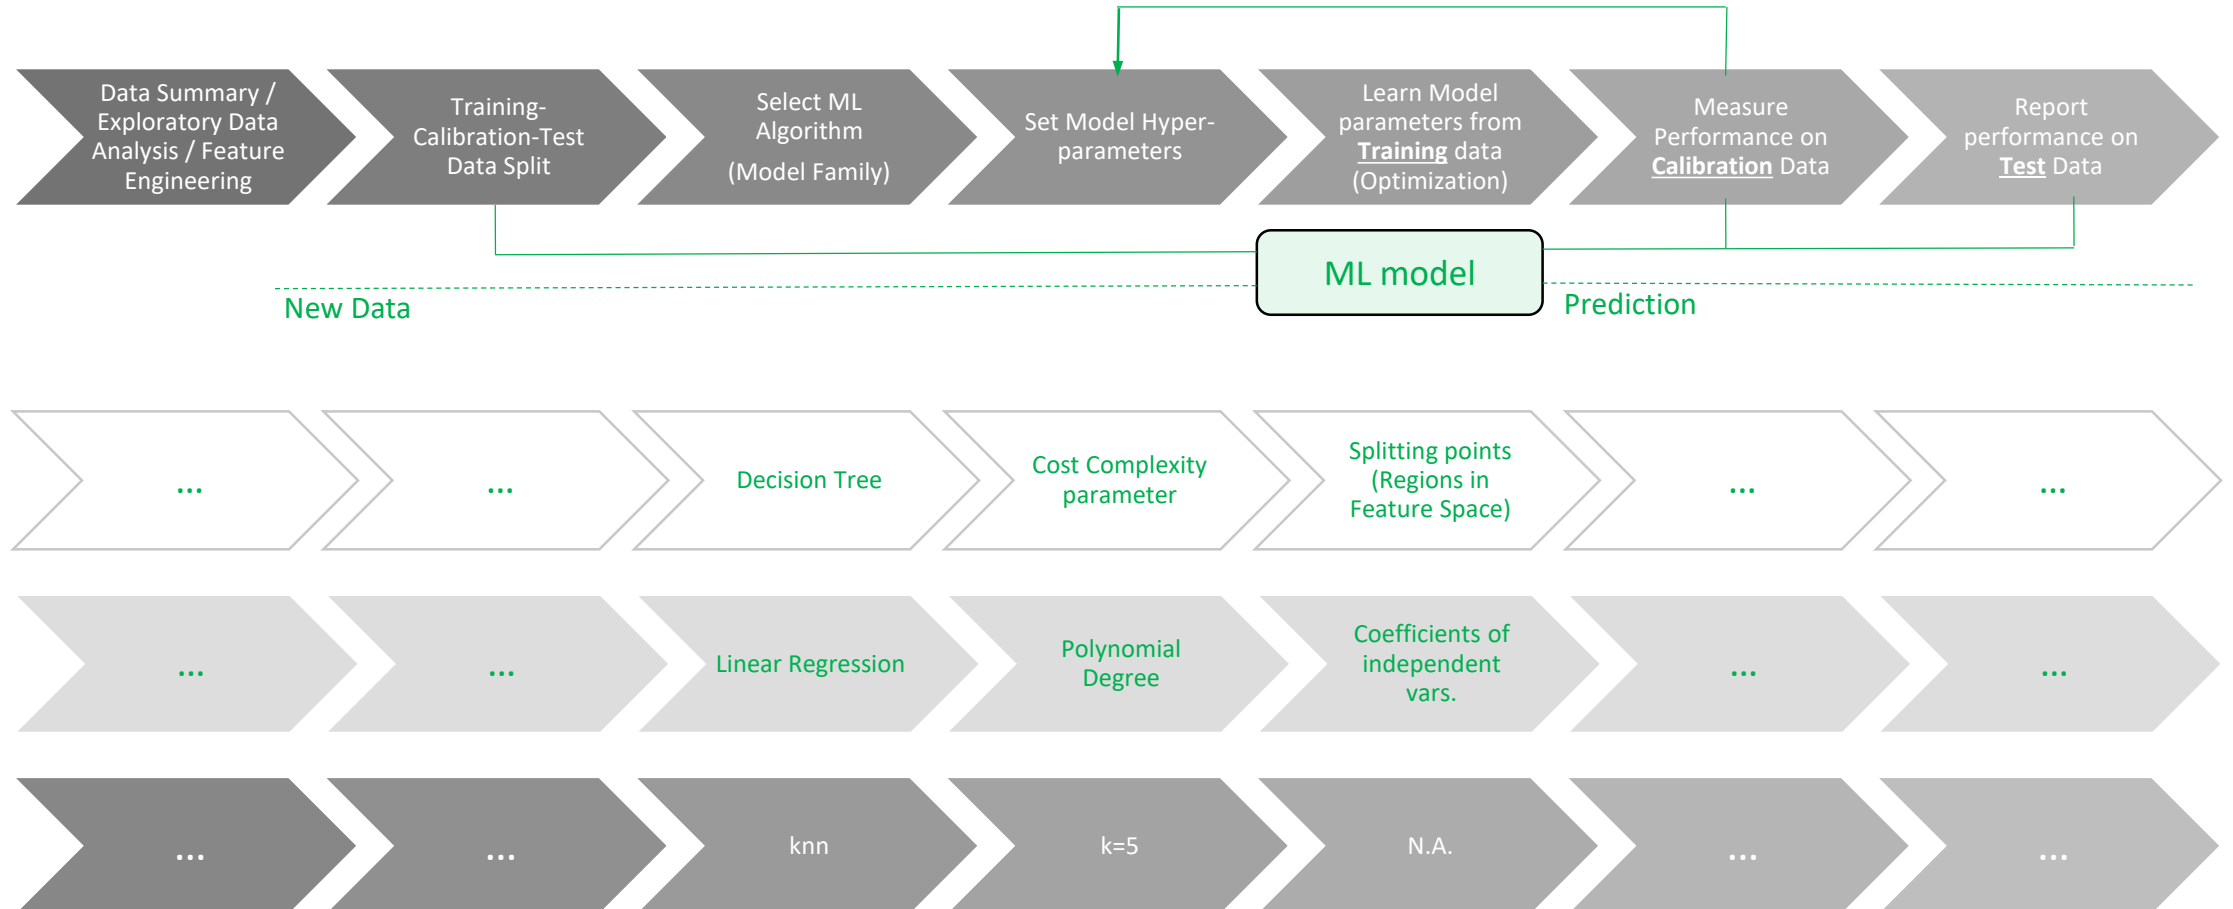 Data Summary /
Exploratory Data
Analysis / Feature
Engineering
Training-
Calibration-Test
Data Split
Select ML
Algorithm
(Model Family)
Set Model Hyper-
parameters
Learn Model
parameters from
Training data
(Optimization)
Measure
Performance on
Calibration Data
Report
performance on
Test Data
ML model
New Data
Prediction
...
...
Decision Tree
Cost Complexity
parameter
Splitting points
(Regions in
Feature Space)
...
...
...
...
Linear Regression
Polynomial
Degree
Coefficients of
independent
vars.
...
...
...
...
knn
k=5
N.A.
...
...